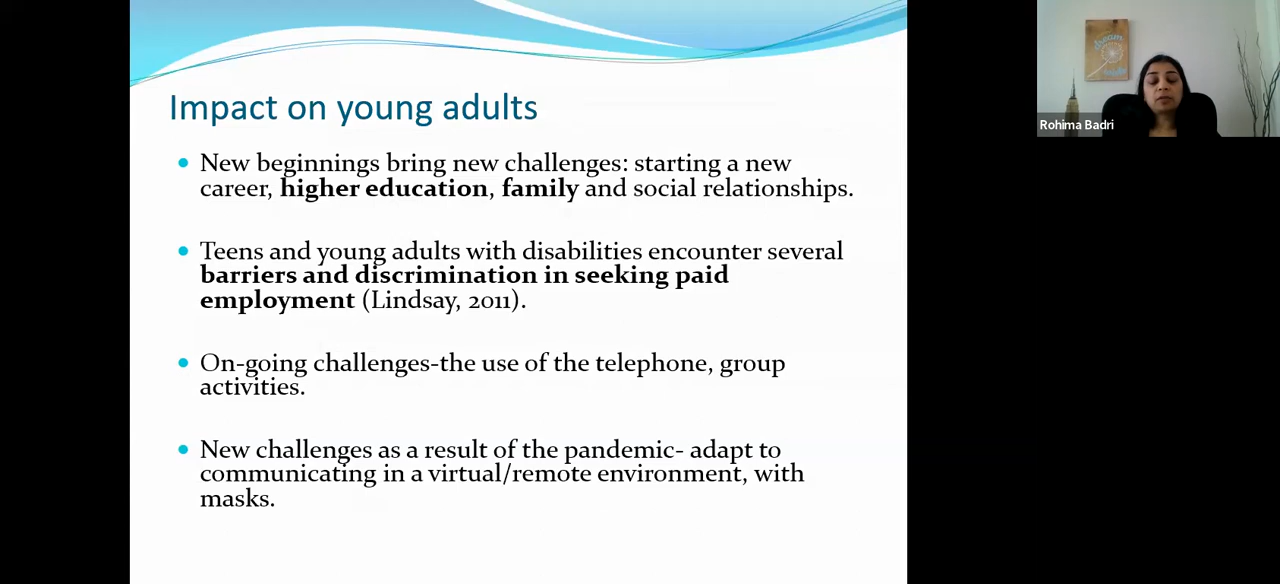 Impact on young adults
New beginnings bring new challenges: starting a new
career, higher education, family and social relationships.
Teens and young adults with disabilities encounter several
barriers and discrimination in seeking paid
employment (Lindsay, 2011).
On-going challenges-the use of the telephone, group
activities.
New challenges as a result of the pandemic- adapt to
communicating in a virtual/remote environment, with
masks.
dream
Rohima Badri